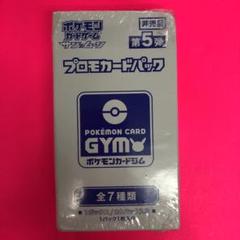 ポケモン
カードゲーム
サン&ムーン
非売品
第5弾
プロモカードパック
POKÉMON CARD
GYM
ポケモンカードジム
全7種類